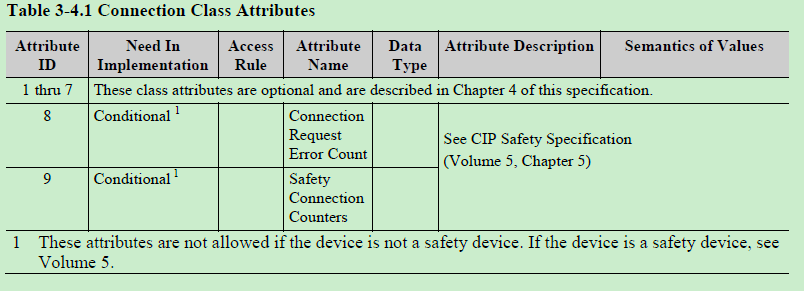 Table 3-4.1 Connection Class Attributes
Attribute ID | Need In Implementation | Access Rule | Attribute Name | Data Type | Attribute Description | Semantics of Values
1 thru 7 | These class attributes are optional and are described in Chapter 4 of this specification.
8 | Conditional 1 | Connection Request Error Count | See CIP Safety Specification (Volume 5, Chapter 5)
9 | Conditional 1 | Safety Connection Counters
1 These attributes are not allowed if the device is not a safety device. If the device is a safety device, see
Volume 5.